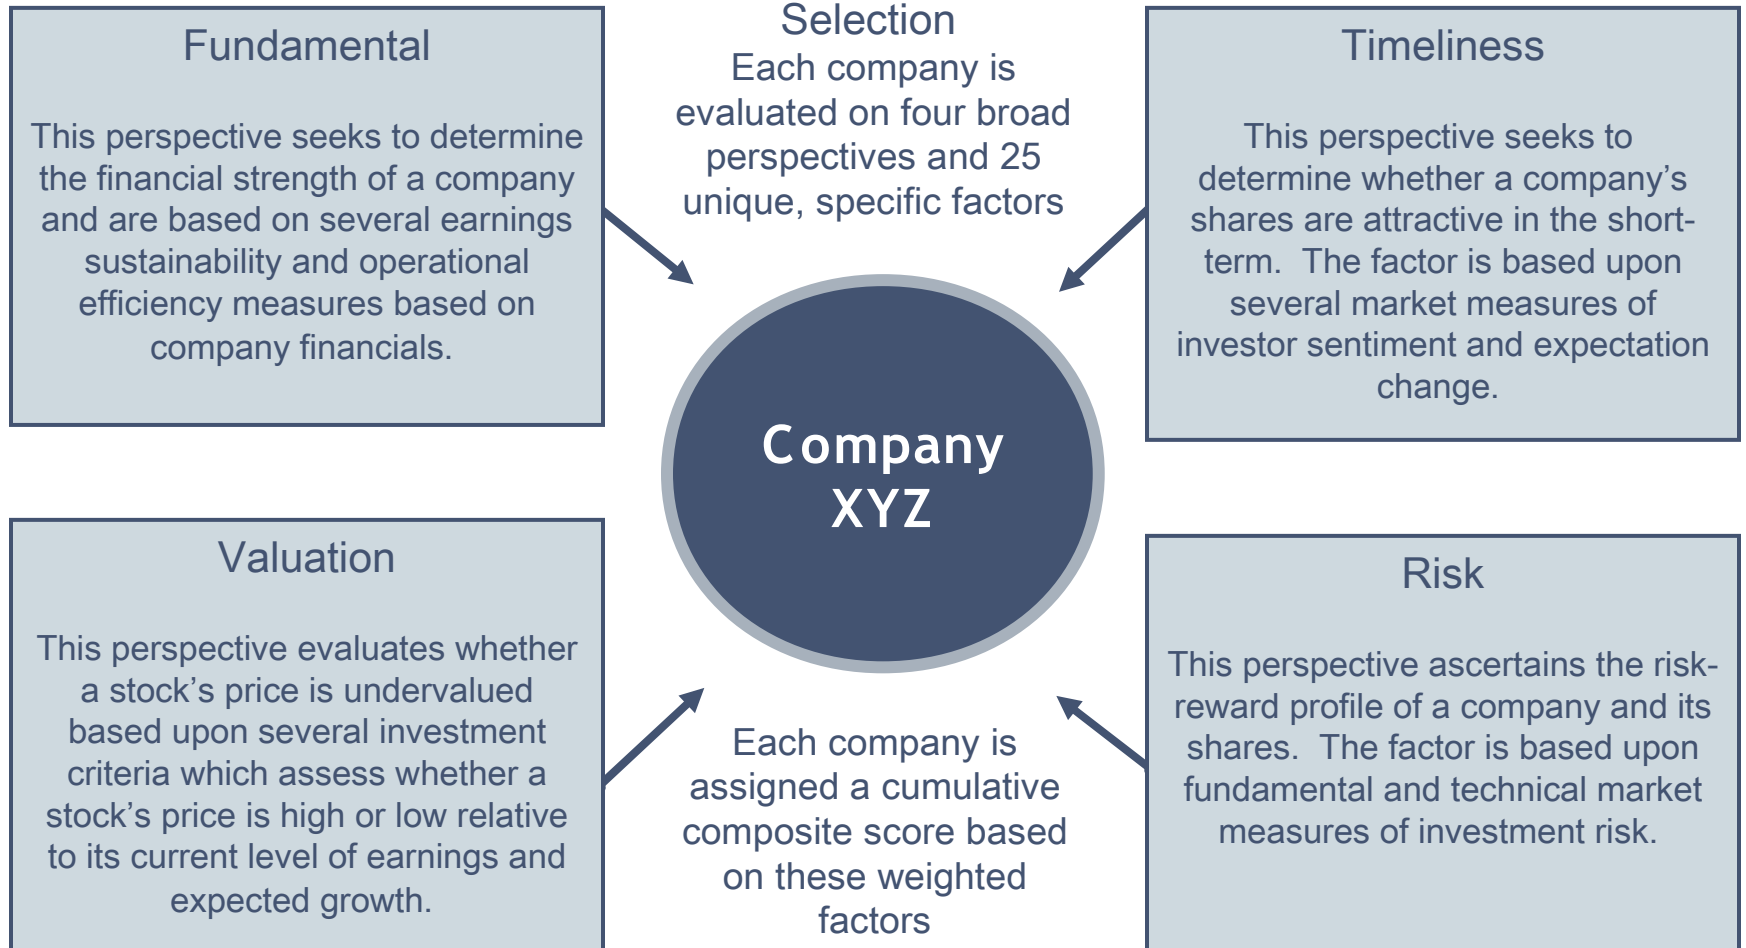 Fundamental
This perspective seeks to determine
the financial strength of a company
and are based on several earnings
sustainability and operational
efficiency measures based on
company financials.
Selection
Each company is
evaluated on four broad
perspectives and 25
unique, specific factors
Timeliness
This perspective seeks to
determine whether a company’s
shares are attractive in the short-
term.  The factor is based upon
several market measures of
investor sentiment and expectation
change.
Company
XYZ
Valuation
This perspective evaluates whether
a stock’s price is undervalued
based upon several investment
criteria which assess whether a
stock’s price is high or low relative
to its current level of earnings and
expected growth.
Each company is
assigned a cumulative
composite score based
on these weighted
factors
Risk
This perspective ascertains the risk-
reward profile of a company and its
shares.  The factor is based upon
fundamental and technical market
measures of investment risk.